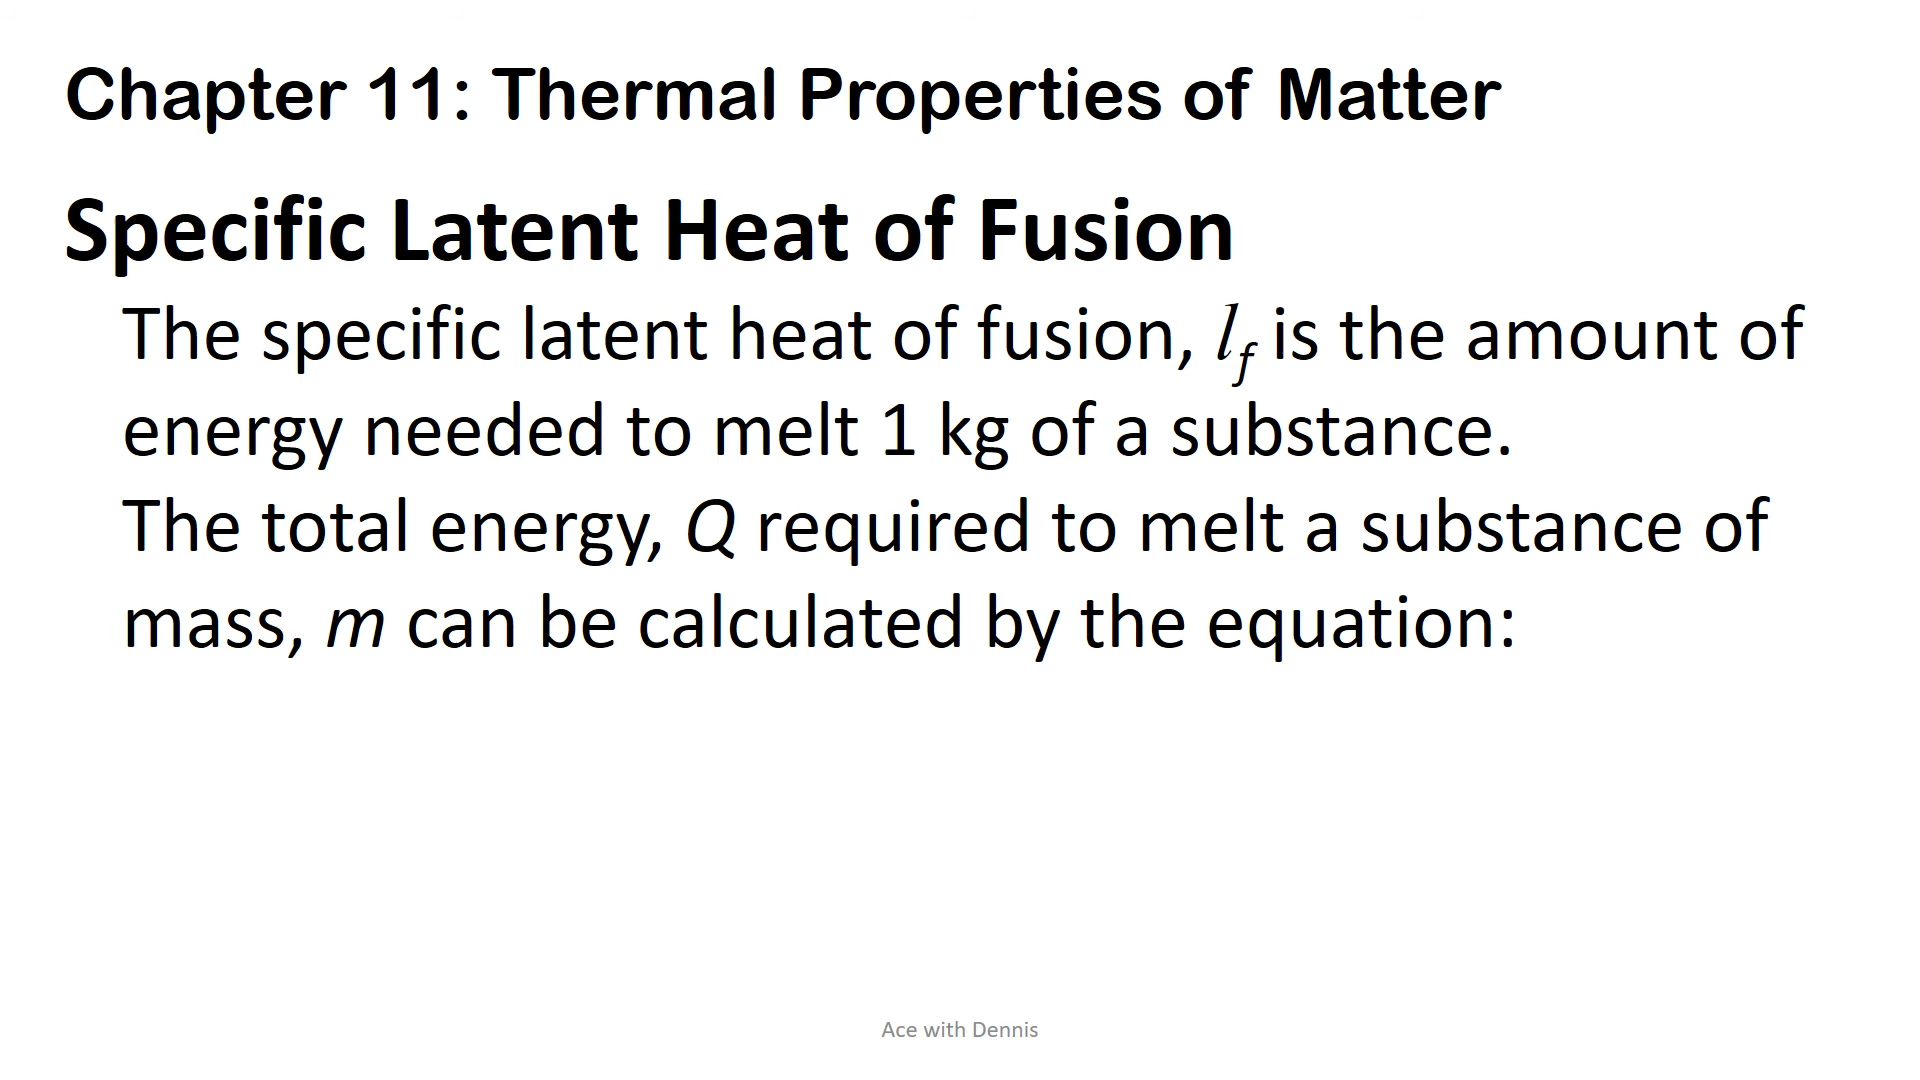 Chapter 11: Thermal Properties of Matter
Specific Latent Heat of Fusion
The specific latent heat of fusion, l_f is the amount of
energy needed to melt 1 kg of a substance.
The total energy, Q required to melt a substance of
mass, m can be calculated by the equation:
Ace with Dennis